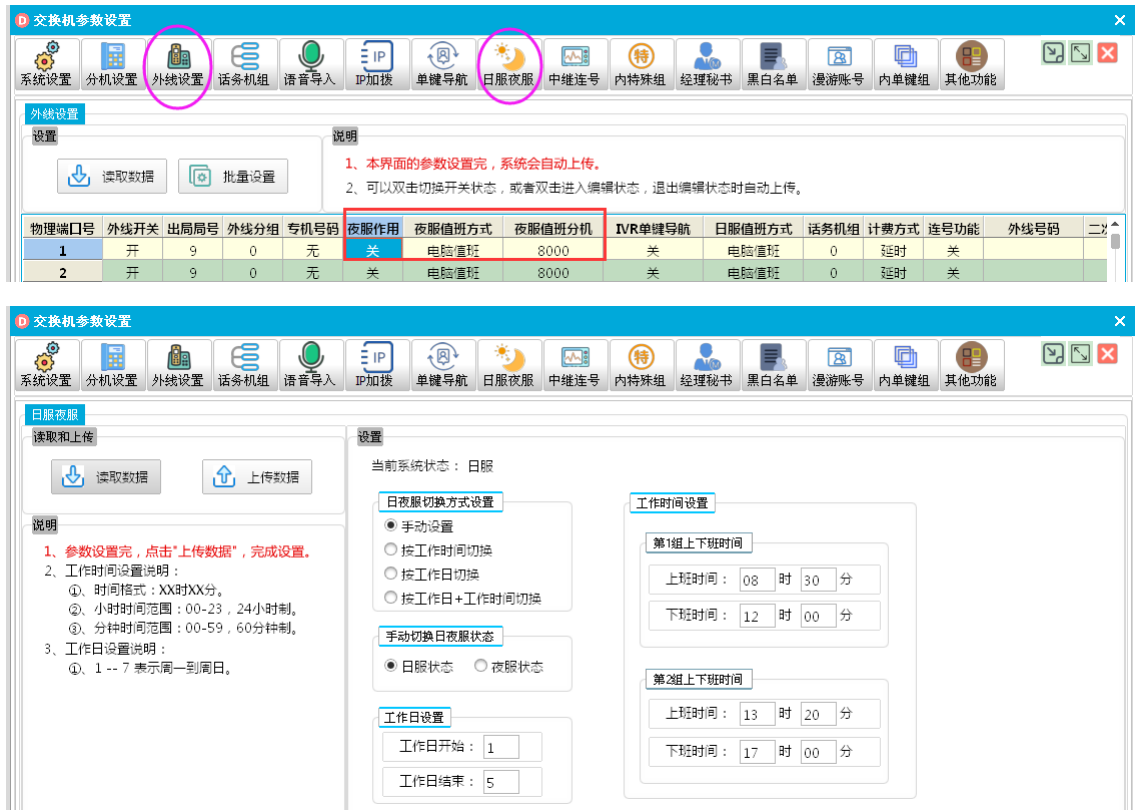 交换机参数设置
系统设置 分机设置 外线设置 话务机组 语音导入 IP加拨 单键导航 日服夜服 中继连号 内特殊组 经理秘书 黑白名单 漫游账号 内单键组 其他功能
外线设置
设置
读取数据 批量设置
说明
1、本界面的参数设置完，系统会自动上传。
2、可以双击切换开关状态，或者双击进入编辑状态，退出编辑状态时自动上传。
物理端口号 外线开关 出局局号 外线分组 专机号码 夜服作用 夜服值班方式 夜服值班分机 IVR单键导航 日服值班方式 话务机组 计费方式 连号功能 外线号码
1 开 9 0 无 关 电脑值班 8000 关 电脑值班 0 延时 关
2 开 9 0 无 关 电脑值班 8000 关 电脑值班 0 延时 关
交换机参数设置
系统设置 分机设置 外线设置 话务机组 语音导入 IP加拨 单键导航 日服夜服 中继连号 内特殊组 经理秘书 黑白名单 漫游账号 内单键组 其他功能
日服夜服
读取和上传
读取数据 上传数据
说明
1、参数设置完，点击"上传数据"，完成设置。
2、工作时间设置说明：
①、时间格式：XX时XX分。
②、小时时间范围：00-23，24小时制。
③、分钟时间范围：00-59，60分钟制。
3、工作日设置说明：
①、1 -- 7 表示周一到周日。
设置
当前系统状态： 日服
日夜服切换方式设置
手动设置
按工作时间切换
按工作日切换
按工作日+工作时间切换
手动切换日夜服状态
日服状态 夜服状态
工作日设置
工作日开始： 1
工作日结束： 5
工作时间设置
第1组上下班时间
上班时间： 08 时 30 分
下班时间： 12 时 00 分
第2组上下班时间
上班时间： 13 时 20 分
下班时间： 17 时 00 分